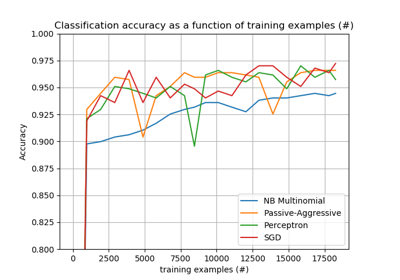 Classification accuracy as a function of training examples (#)
1.000
0.975
0.950
0.925
0.900
0.875
0.850
0.825
0.800
Accuracy
NB Multinomial
Passive-Aggressive
Perceptron
SGD
0 2500 5000 7500 10000 12500 15000 17500
training examples (#)